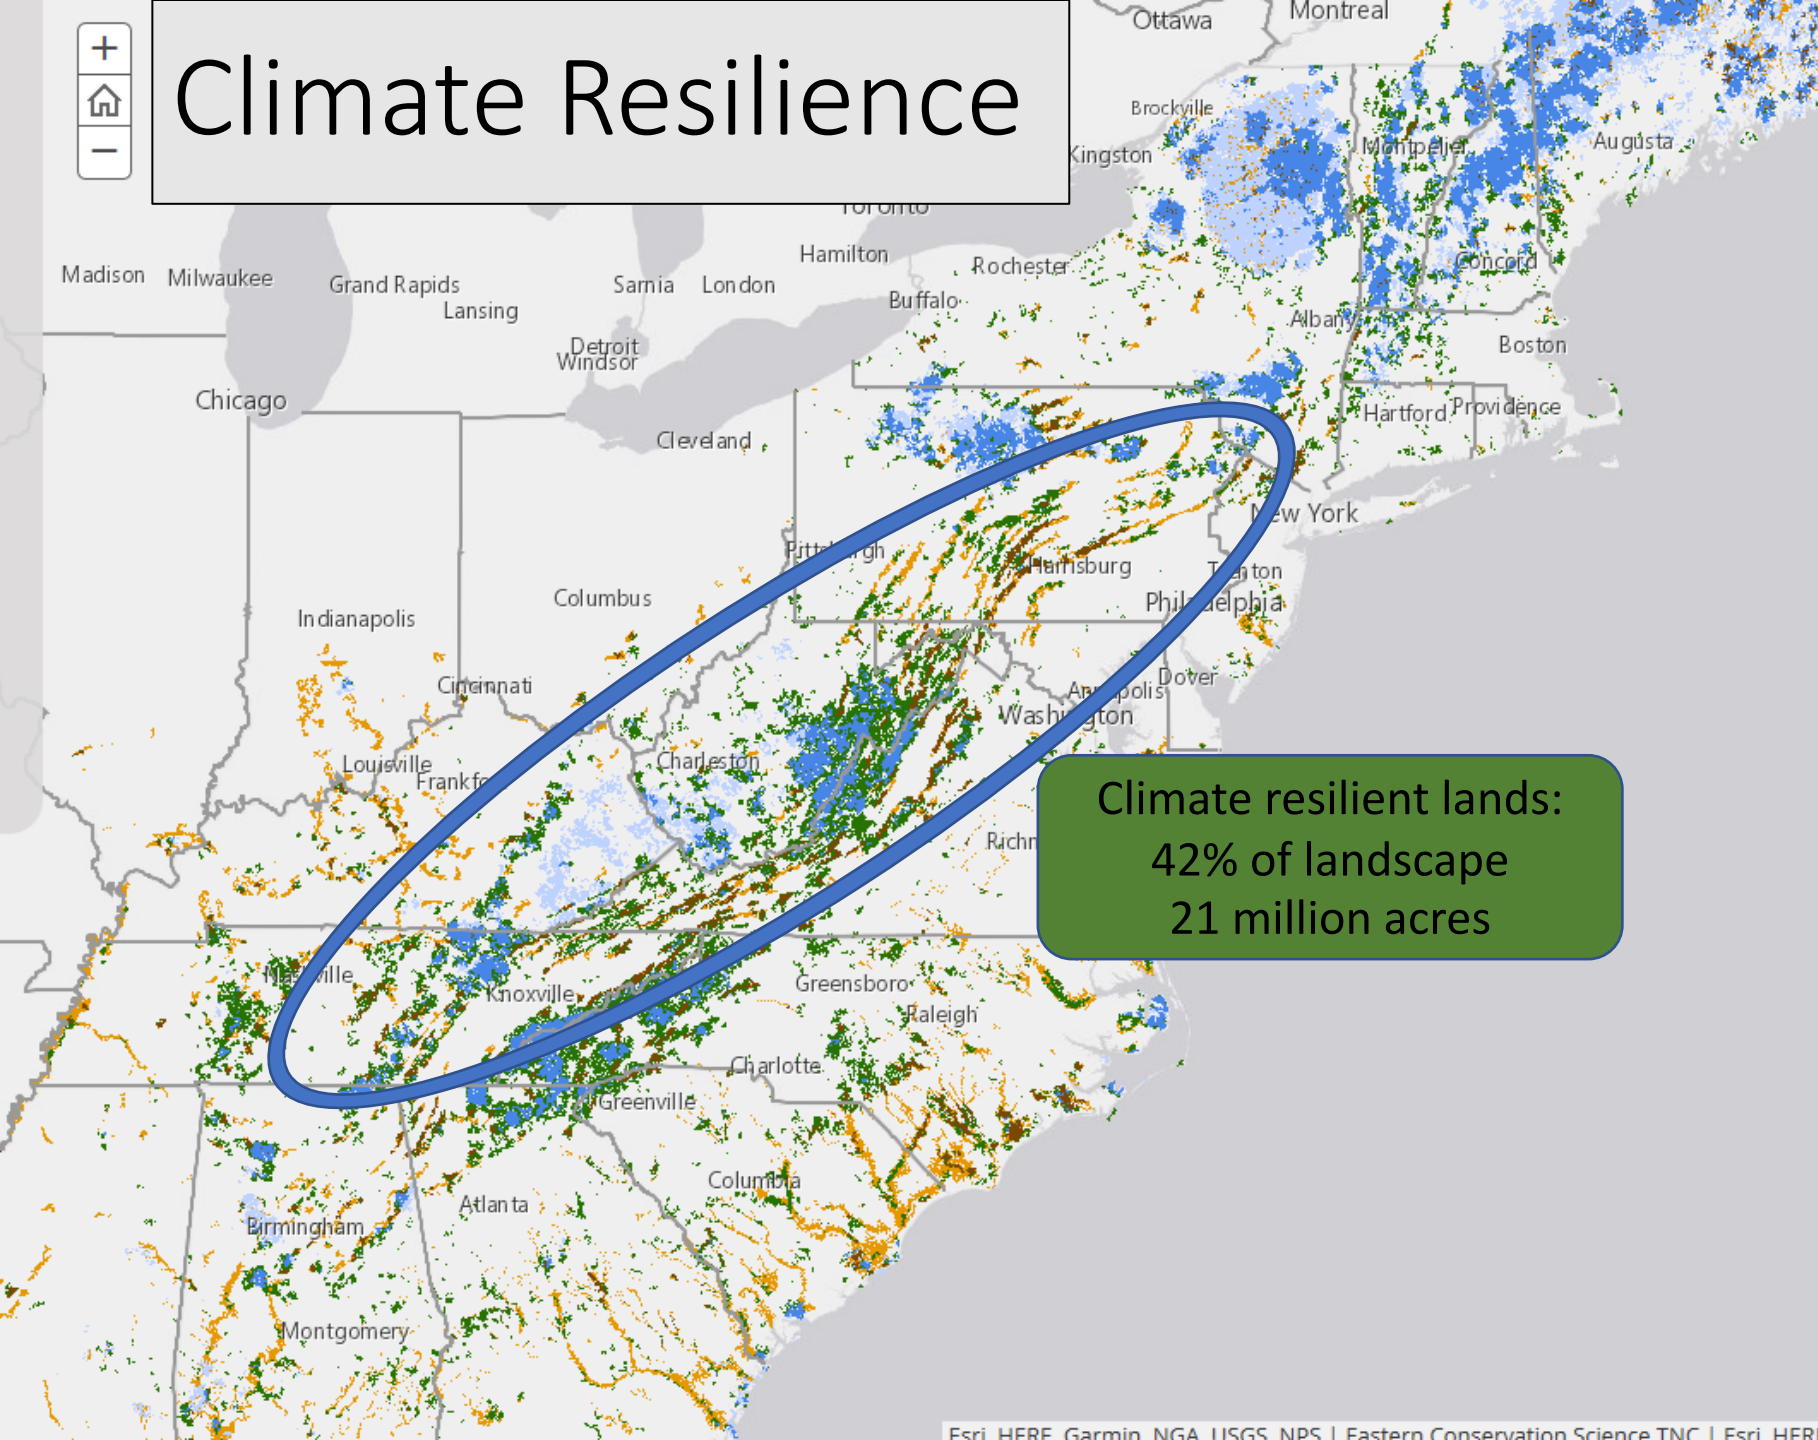 Climate Resilience
Ottawa
Montreal
Brockville
Kingston
Montpelier
Augusta
Toronto
Hamilton
Rochester
Concord
Madison
Milwaukee
Grand Rapids
Sarnia
London
Buffalo
Lansing
Albany
Detroit
Windsor
Boston
Chicago
Hartford
Providence
Cleveland
New York
Pittsburgh
Harrisburg
Trenton
Columbus
Philadelphia
Indianapolis
Cincinnati
Dover
Annapolis
Washington
Louisville
Charleston
Climate resilient lands:
42% of landscape
21 million acres
Nashville
Knoxville
Greensboro
Raleigh
Charlotte
Greenville
Columbia
Atlanta
Birmingham
Montgomery
Esri, HERE, Garmin, NGA, USGS, NPS | Eastern Conservation Science TNC | Esri, HER